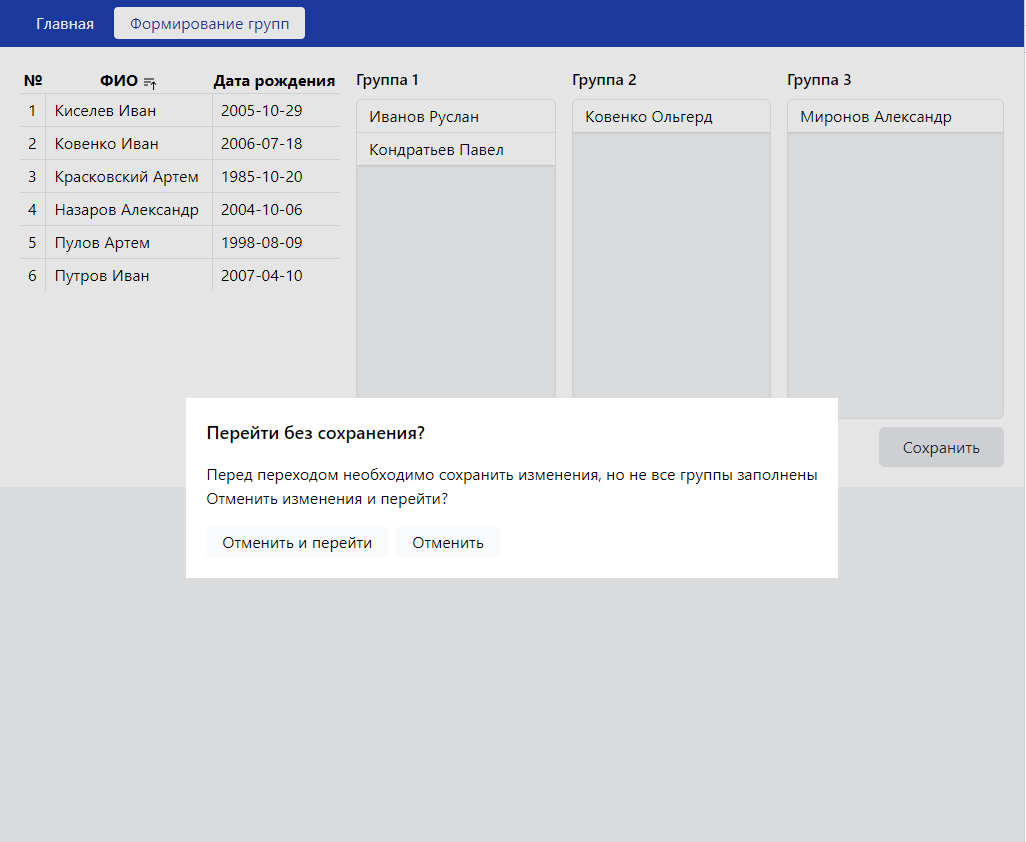 Главная Формирование групп
№ ФИО Дата рождения
1 Киселев Иван 2005-10-29
2 Ковенко Иван 2006-07-18
3 Красковский Артем 1985-10-20
4 Назаров Александр 2004-10-06
5 Пулов Артем 1998-08-09
6 Путров Иван 2007-04-10
Группа 1
Иванов Руслан
Кондратьев Павел
Группа 2
Ковенко Ольгерд
Группа 3
Миронов Александр
Сохранить
Перейти без сохранения?
Перед переходом необходимо сохранить изменения, но не все группы заполнены
Отменить изменения и перейти?
Отменить и перейти Отменить